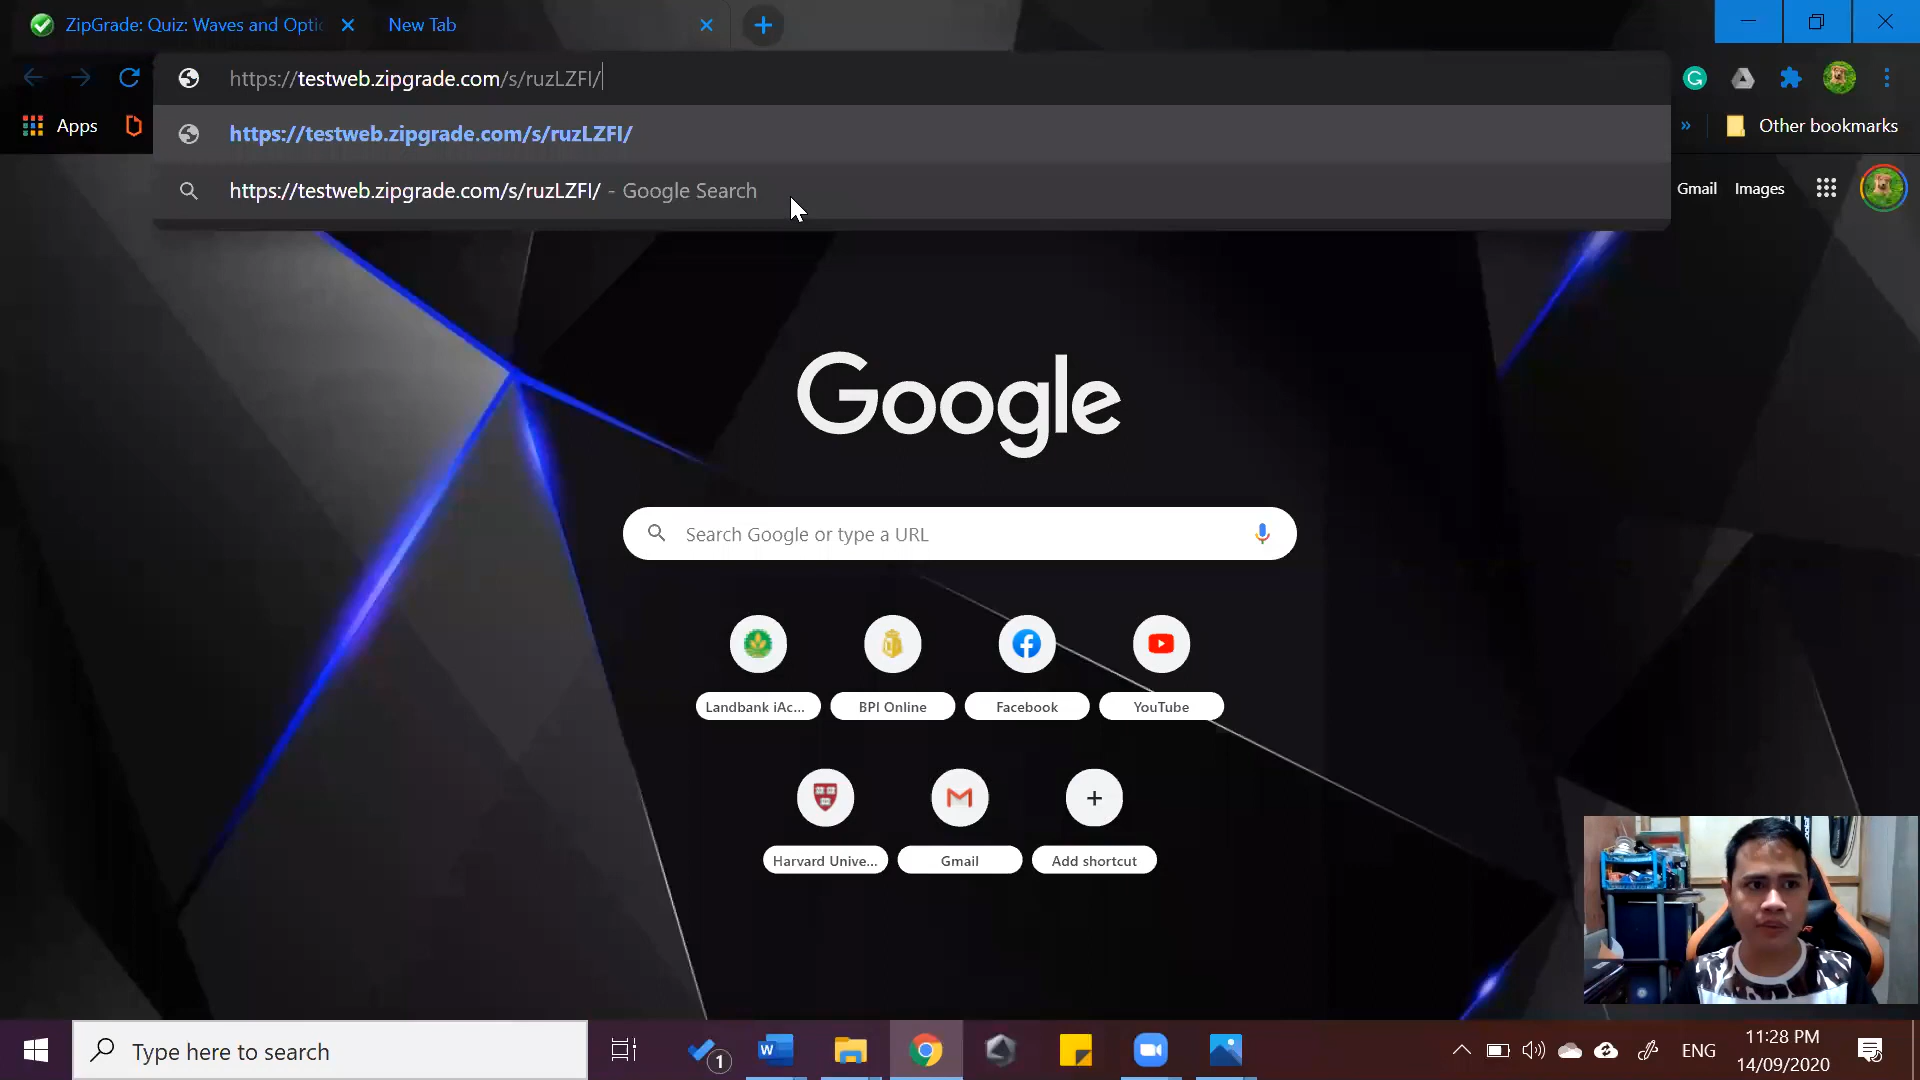 ZipGrade: Quiz: Waves and Optic
New Tab
https://testweb.zipgrade.com/s/ruzLZFI/
https://testweb.zipgrade.com/s/ruzLZFI/
Apps
Other bookmarks
https://testweb.zipgrade.com/s/ruzLZFI/ - Google Search
Gmail Images
Google
Search Google or type a URL
Landbank iAc...
BPI Online
Facebook
YouTube
Harvard Unive...
Gmail
Add shortcut
Type here to search
1
ENG
11:28 PM
14/09/2020